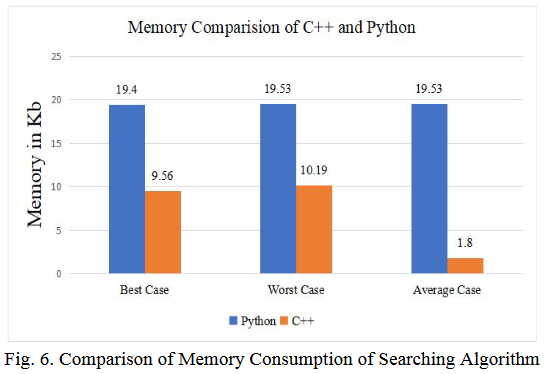 Memory Comparision of C++ and Python
Memory in Kb
25
20
15
10
5
0
19.4
9.56
19.53
10.19
19.53
1.8
Best Case
Worst Case
Average Case
Python C++
Fig. 6. Comparison of Memory Consumption of Searching Algorithm